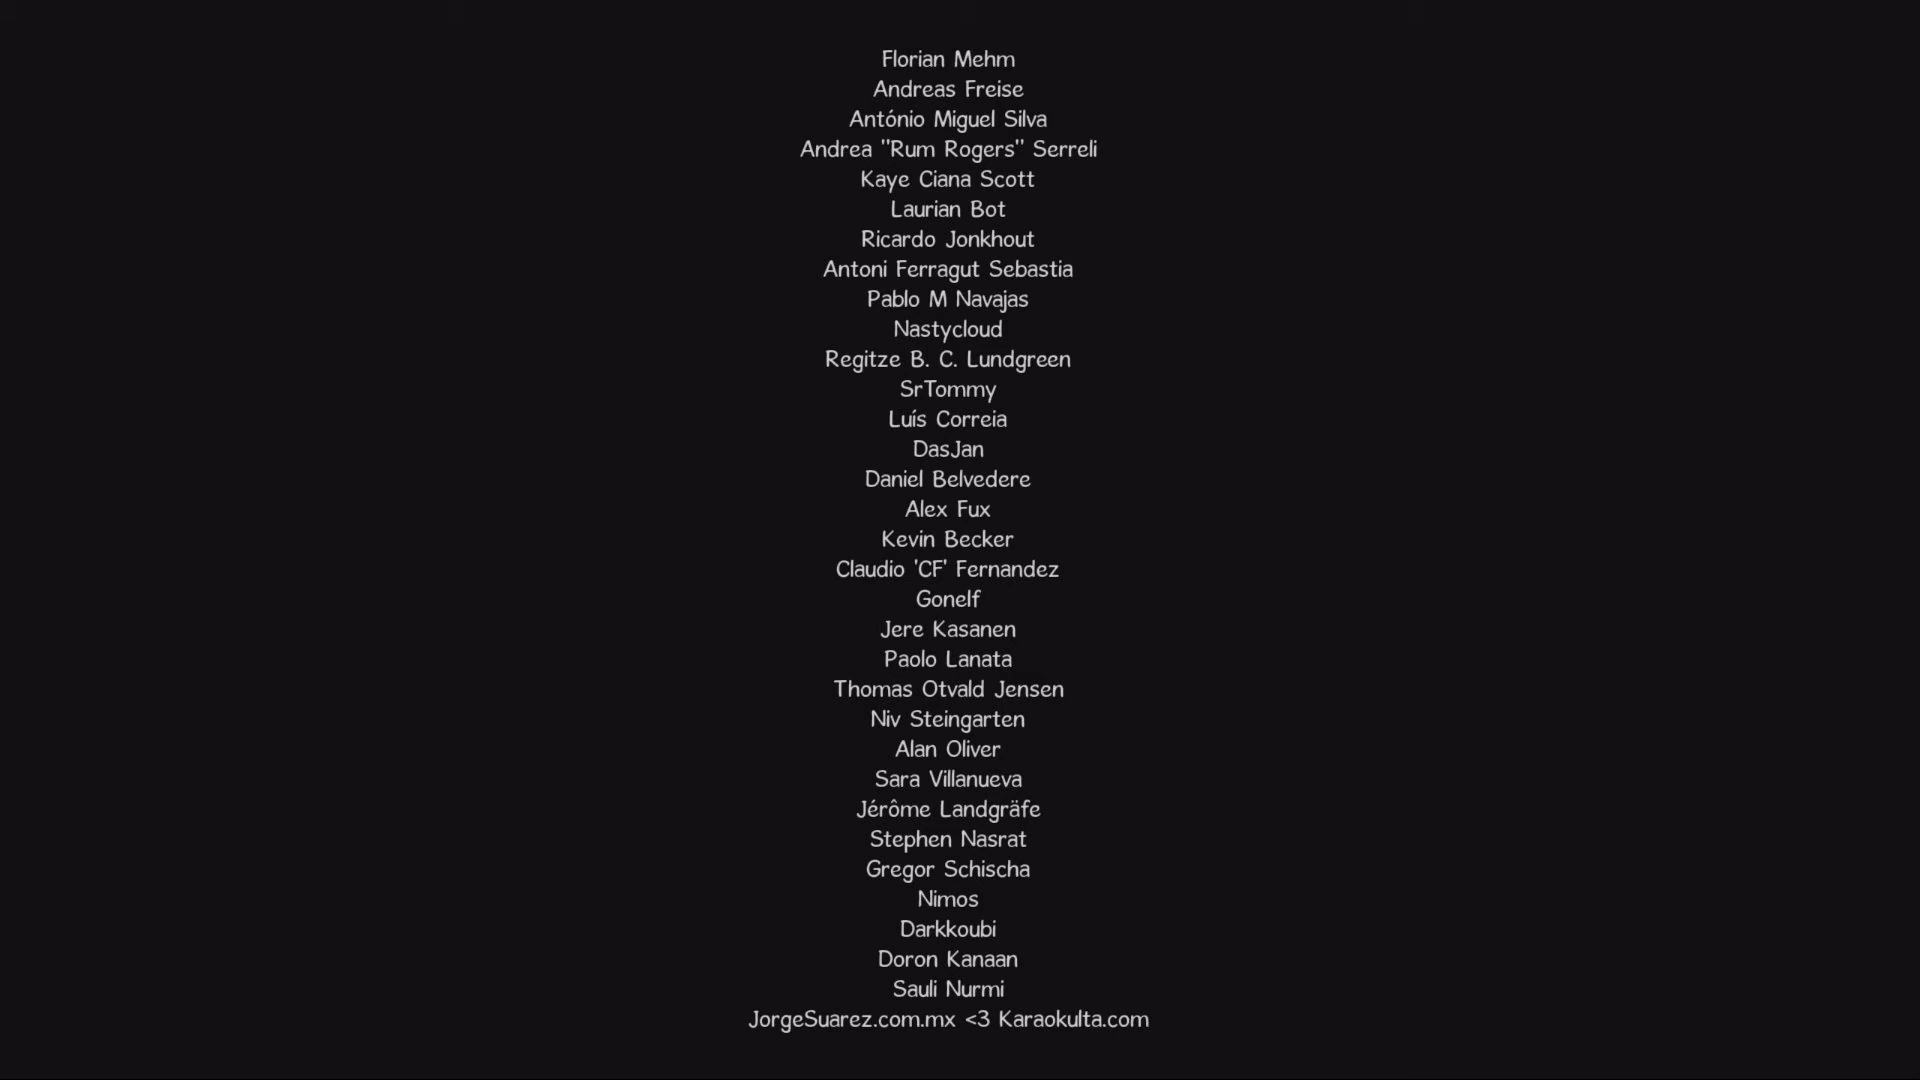 Florian Mehm
Andreas Freise
António Miguel Silva
Andrea "Rum Rogers" Serreli
Kaye Ciana Scott
Laurian Bot
Ricardo Jonkhout
Antoni Ferragut Sebastia
Pablo M Navajas
Nastycloud
Regitze B. C. Lundgreen
SrTommy
Luís Correia
DasJan
Daniel Belvedere
Alex Fux
Kevin Becker
Claudio 'CF' Fernandez
Gonelf
Jere Kasanen
Paolo Lanata
Thomas Otvald Jensen
Niv Steingarten
Alan Oliver
Sara Villanueva
Jérôme Landgräfe
Stephen Nasrat
Gregor Schischa
Nimos
Darkkoubi
Doron Kanaan
Sauli Nurmi
JorgeSuarez.com.mx <3 Karaokulta.com